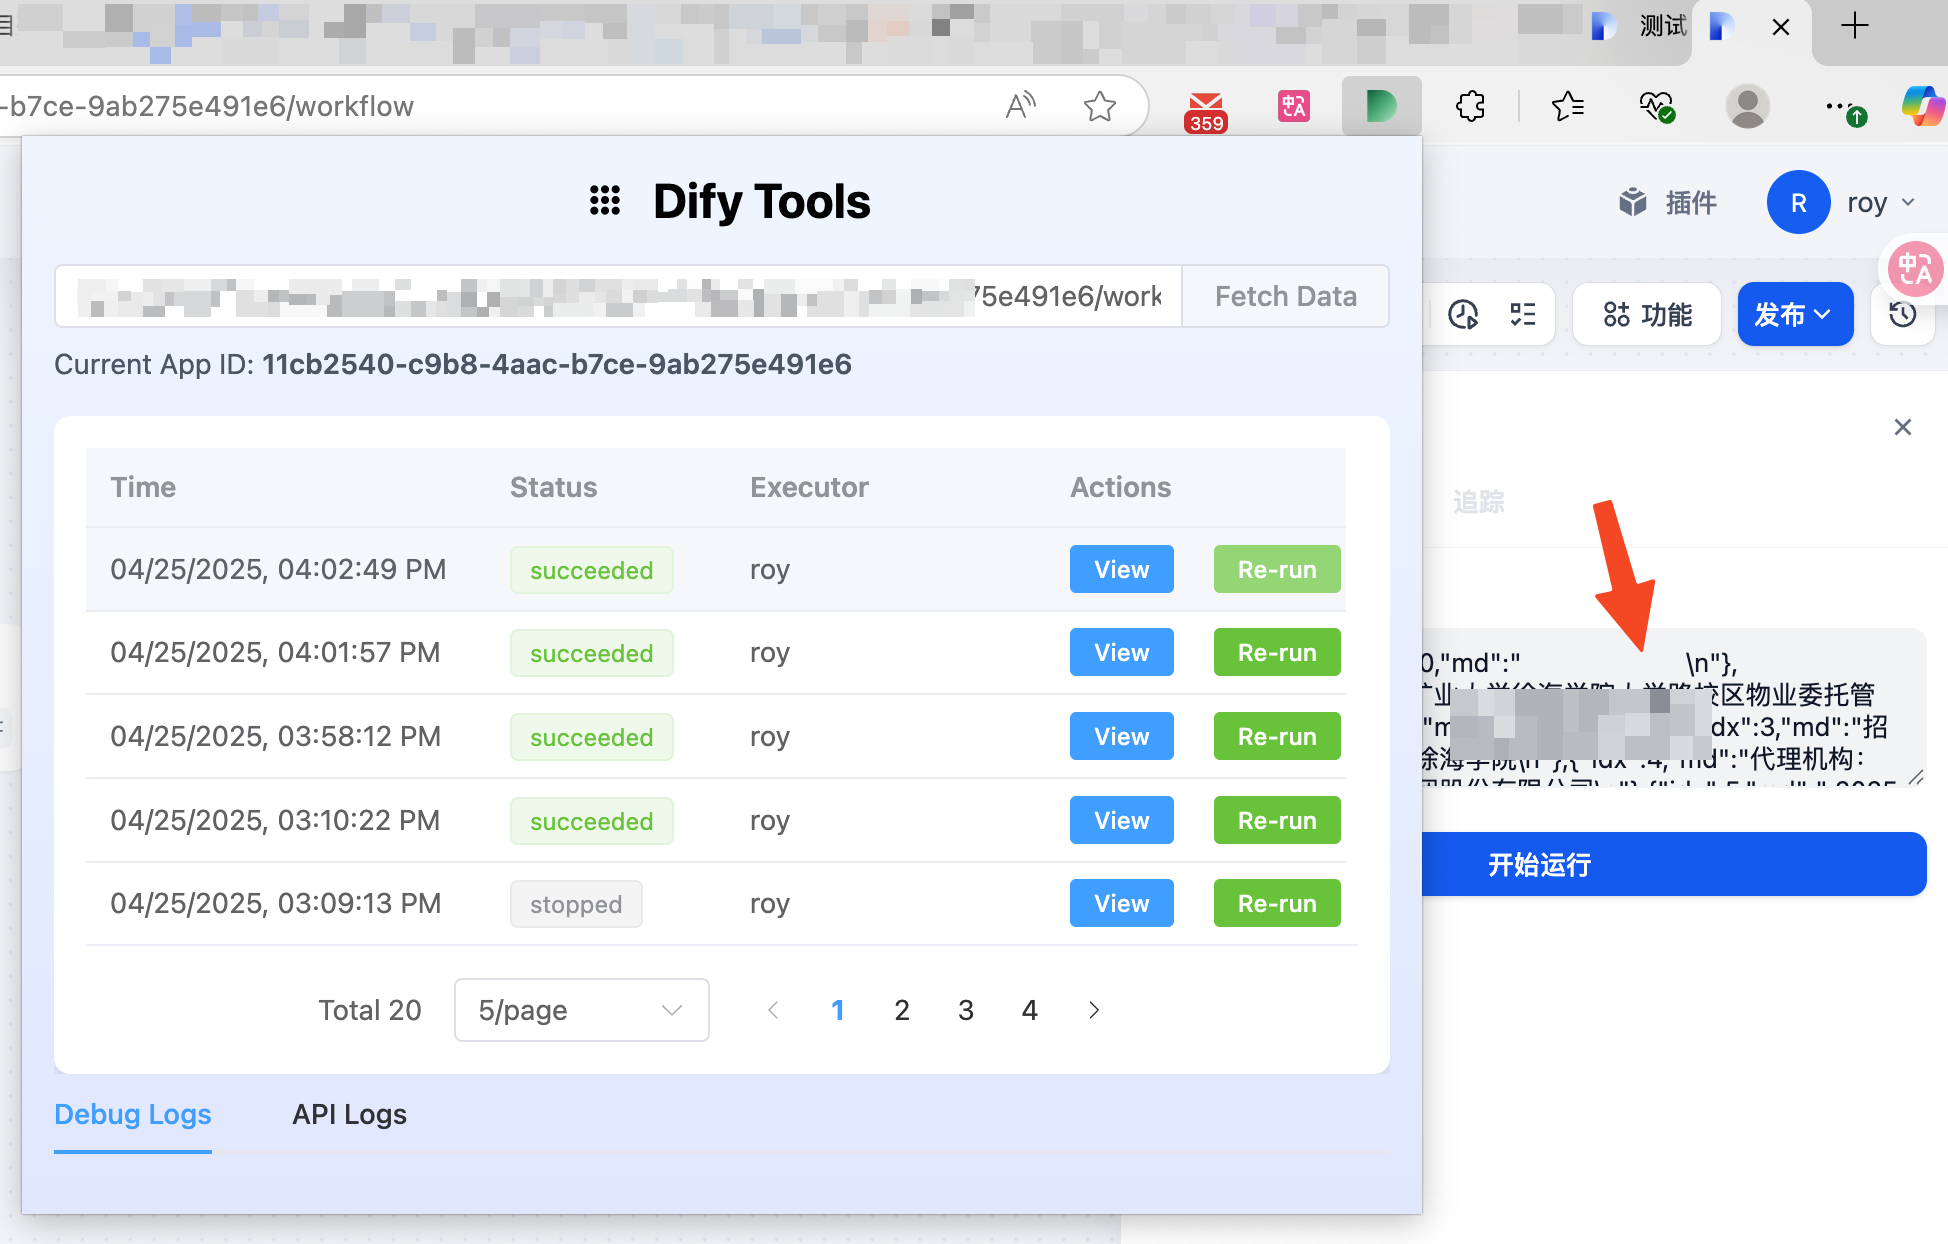 测试
-b7ce-9ab275e491e6/workflow
359
Dify Tools
75e491e6/work
Fetch Data
Current App ID: 11cb2540-c9b8-4aac-b7ce-9ab275e491e6
Time Status Executor Actions
04/25/2025, 04:02:49 PM succeeded roy View Re-run
04/25/2025, 04:01:57 PM succeeded roy View Re-run
04/25/2025, 03:58:12 PM succeeded roy View Re-run
04/25/2025, 03:10:22 PM succeeded roy View Re-run
04/25/2025, 03:09:13 PM stopped roy View Re-run
Total 20 5/page 1 2 3 4
Debug Logs API Logs
插件 R roy
功能 发布
追踪
0,"md":" \n"},
校区物业委托管
dx":3,"md":"招
代理机构：
开始运行